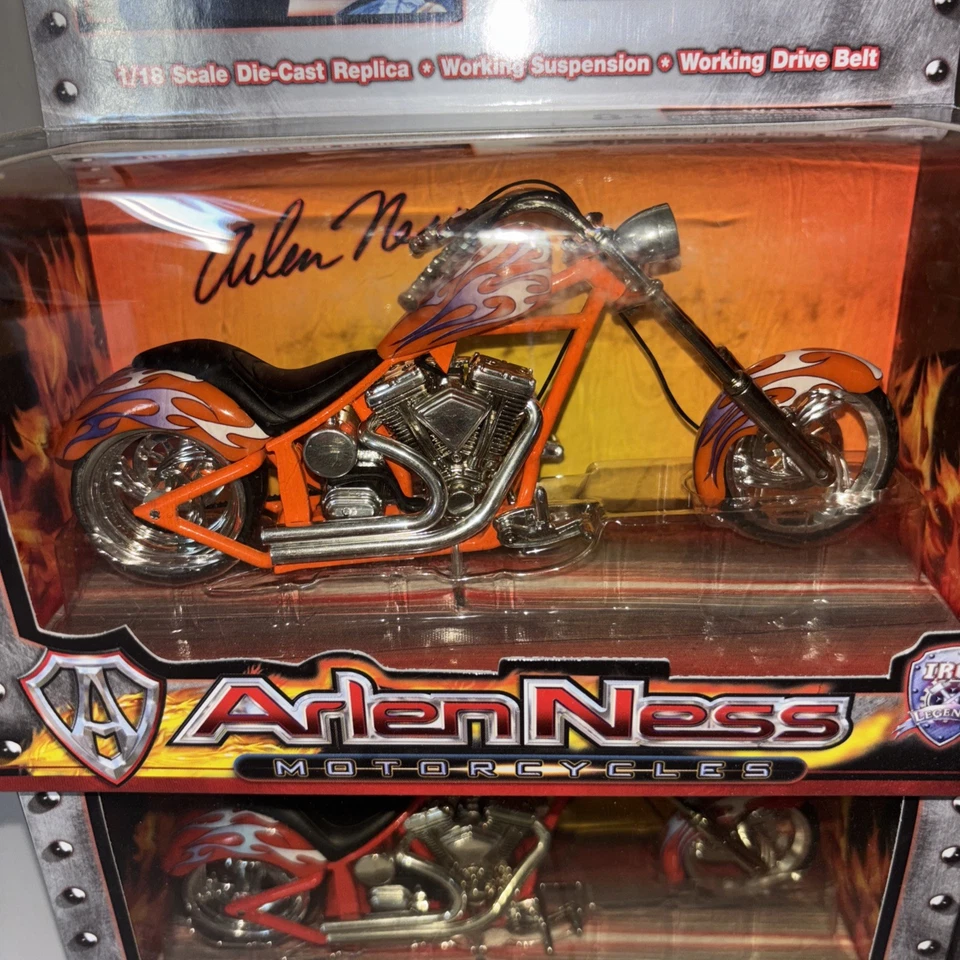 1/18 Scale Die-Cast Replica * Working Suspension * Working Drive Belt
Arlen Ness
A
Arlen Ness
MOTORCYCLES